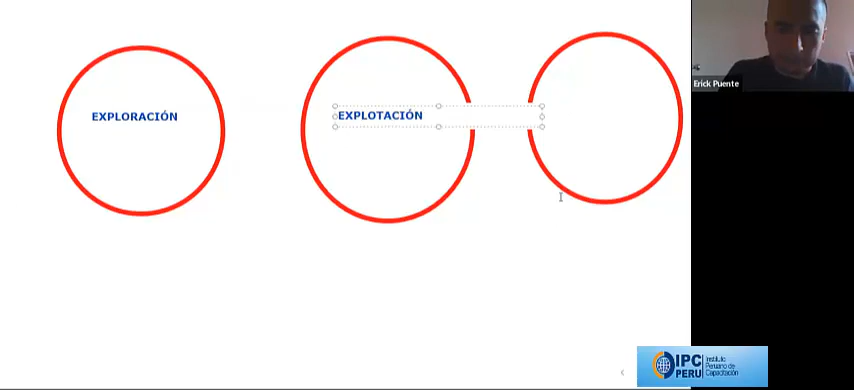 EXPLORACIÓN
EXPLOTACIÓN
Erick Puente
IPC
PERU
Instituto
Peruano de
Capacitación